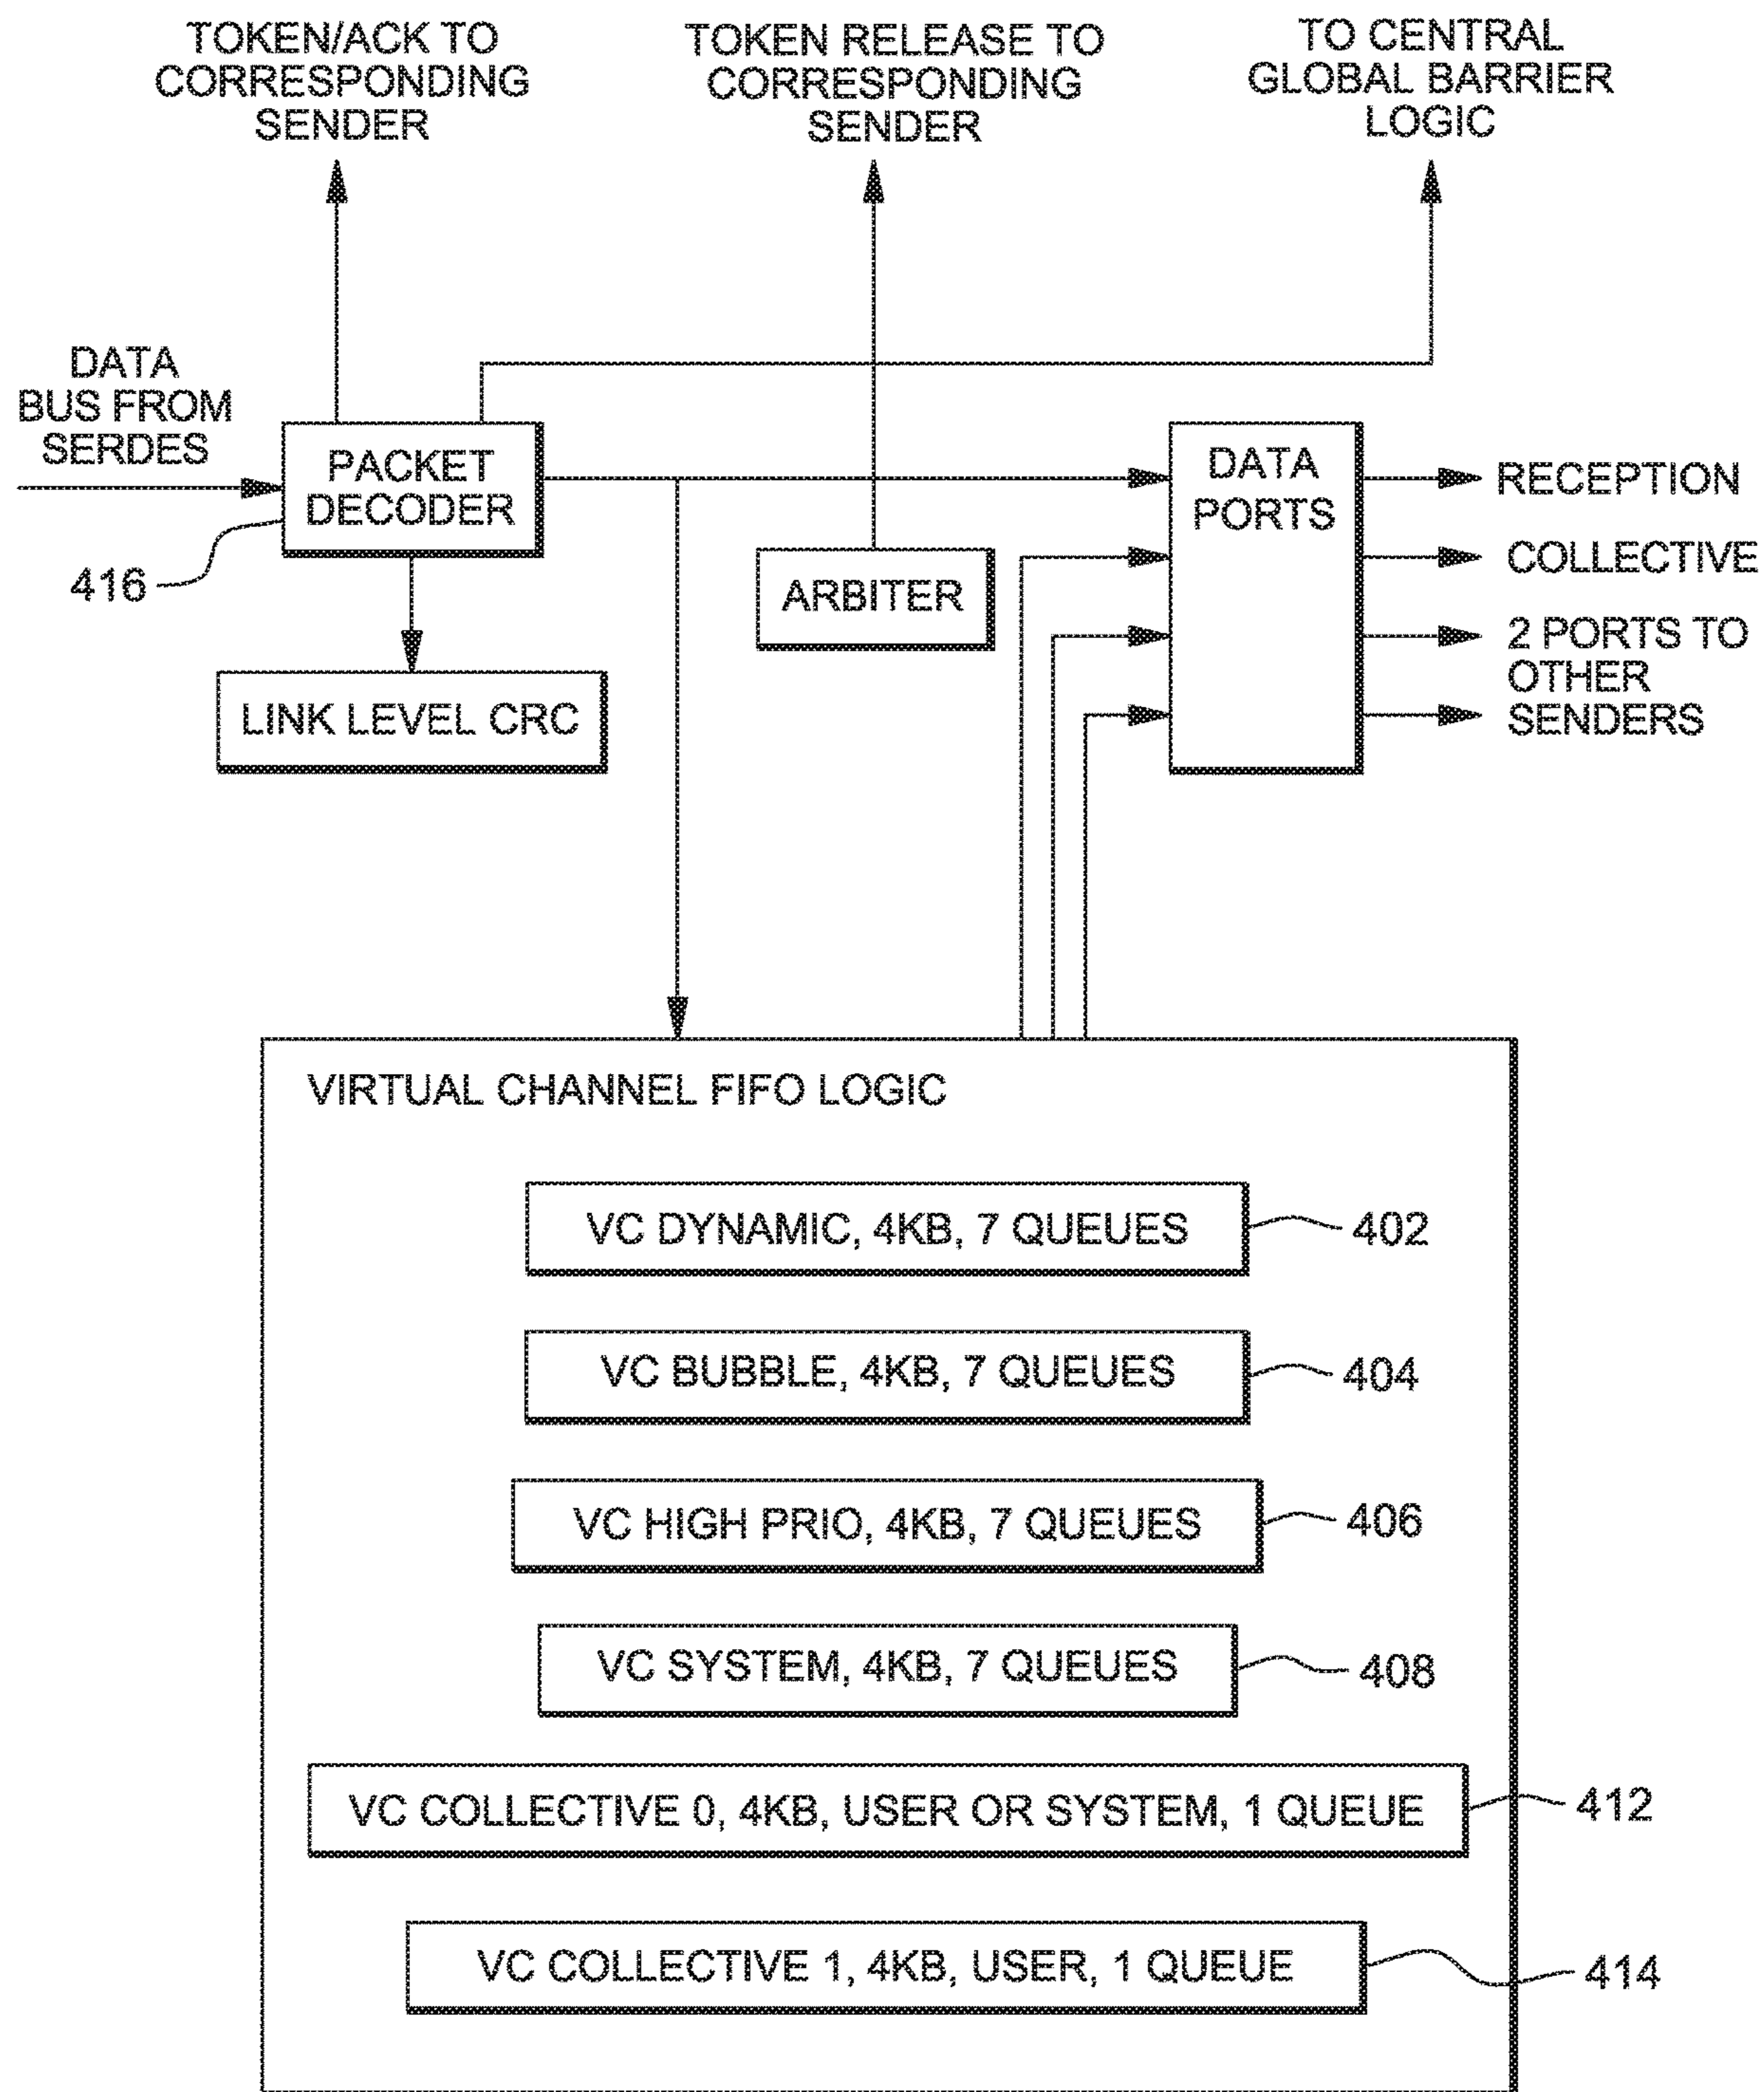 TOKEN/ACK TO
CORRESPONDING
SENDER
TOKEN RELEASE TO
CORRESPONDING
SENDER
TO CENTRAL
GLOBAL BARRIER
LOGIC
DATA
BUS FROM
SERDES
PACKET
DECODER
416
LINK LEVEL CRC
ARBITER
DATA
PORTS
RECEPTION
COLLECTIVE
2 PORTS TO
OTHER
SENDERS
VIRTUAL CHANNEL FIFO LOGIC
VC DYNAMIC, 4KB, 7 QUEUES
402
VC BUBBLE, 4KB, 7 QUEUES
404
VC HIGH PRIO, 4KB, 7 QUEUES
406
VC SYSTEM, 4KB, 7 QUEUES
408
VC COLLECTIVE 0, 4KB, USER OR SYSTEM, 1 QUEUE
412
VC COLLECTIVE 1, 4KB, USER, 1 QUEUE
414